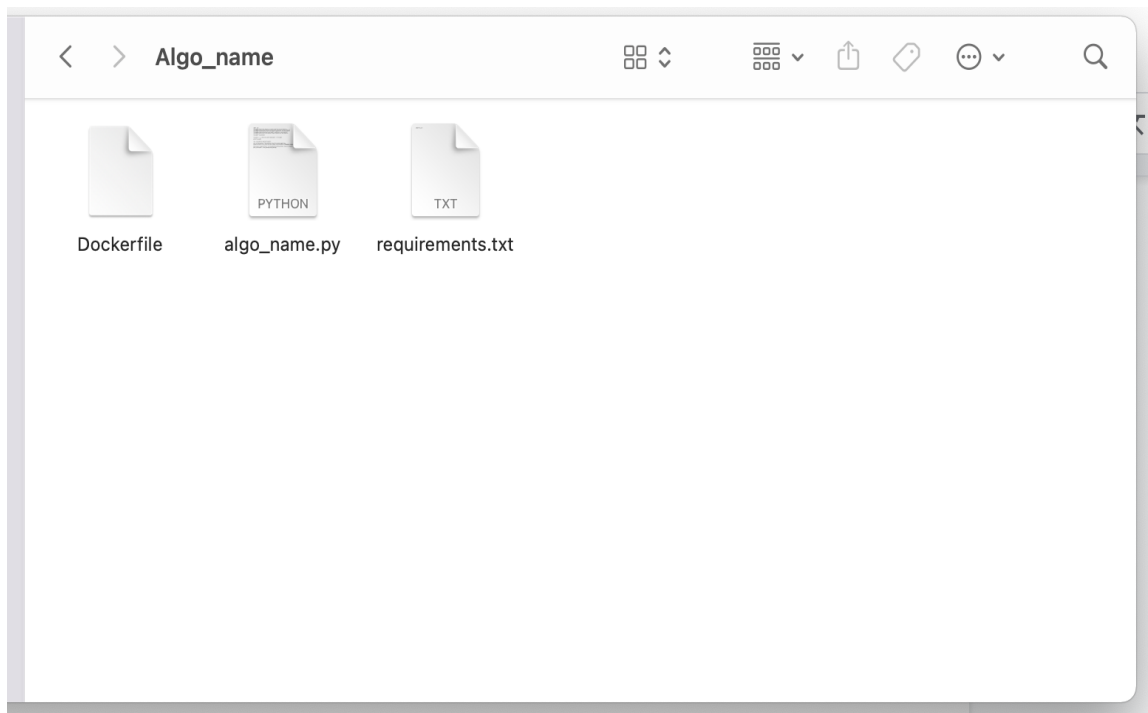 Algo_name
PYTHON
TXT
Dockerfile
algo_name.py
requirements.txt